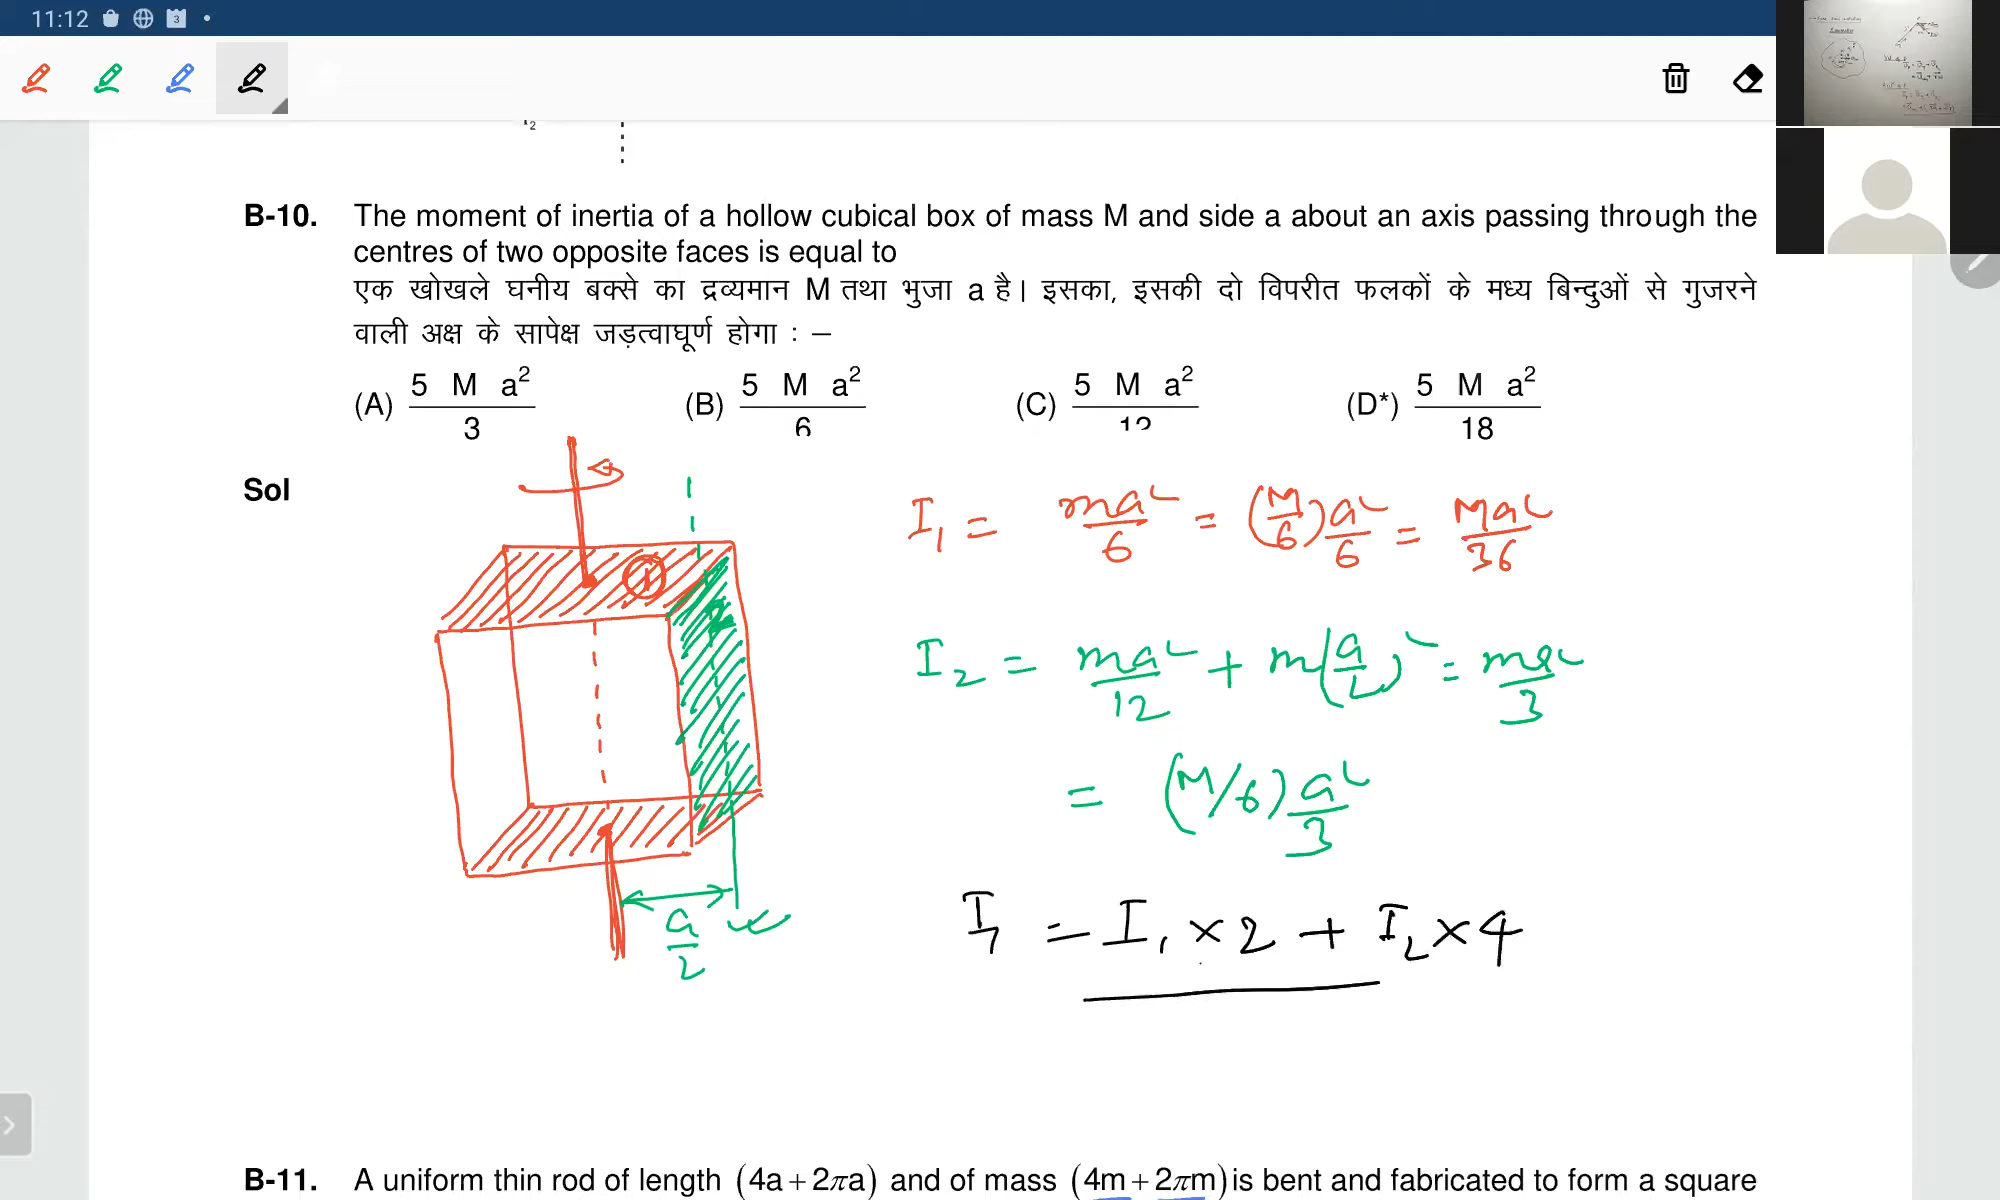 11:12
3
I₂
B-10. The moment of inertia of a hollow cubical box of mass M and side a about an axis passing through the
centres of two opposite faces is equal to
एक खोखले घनीय बक्से का द्रव्यमान M तथा भुजा a है। इसका, इसकी दो विपरीत फलकों के मध्य बिन्दुओं से गुजरने
वाली अक्ष के सापेक्ष जड़त्वाघूर्ण होगा : –
(A) 5 M a²/3 (B) 5 M a²/6 (C) 5 M a²/12 (D*) 5 M a²/18
Sol
1
2
a/2
I₁ = ma²/6 = (M/6)a²/6 = Ma²/36
I₂ = ma²/12 + m(a/2)² = ma²/3
= (M/6)a²/3
I = I₁ × 2 + I₂ × 4
B-11. A uniform thin rod of length (4a+2πa) and of mass (4m+2πm) is bent and fabricated to form a square